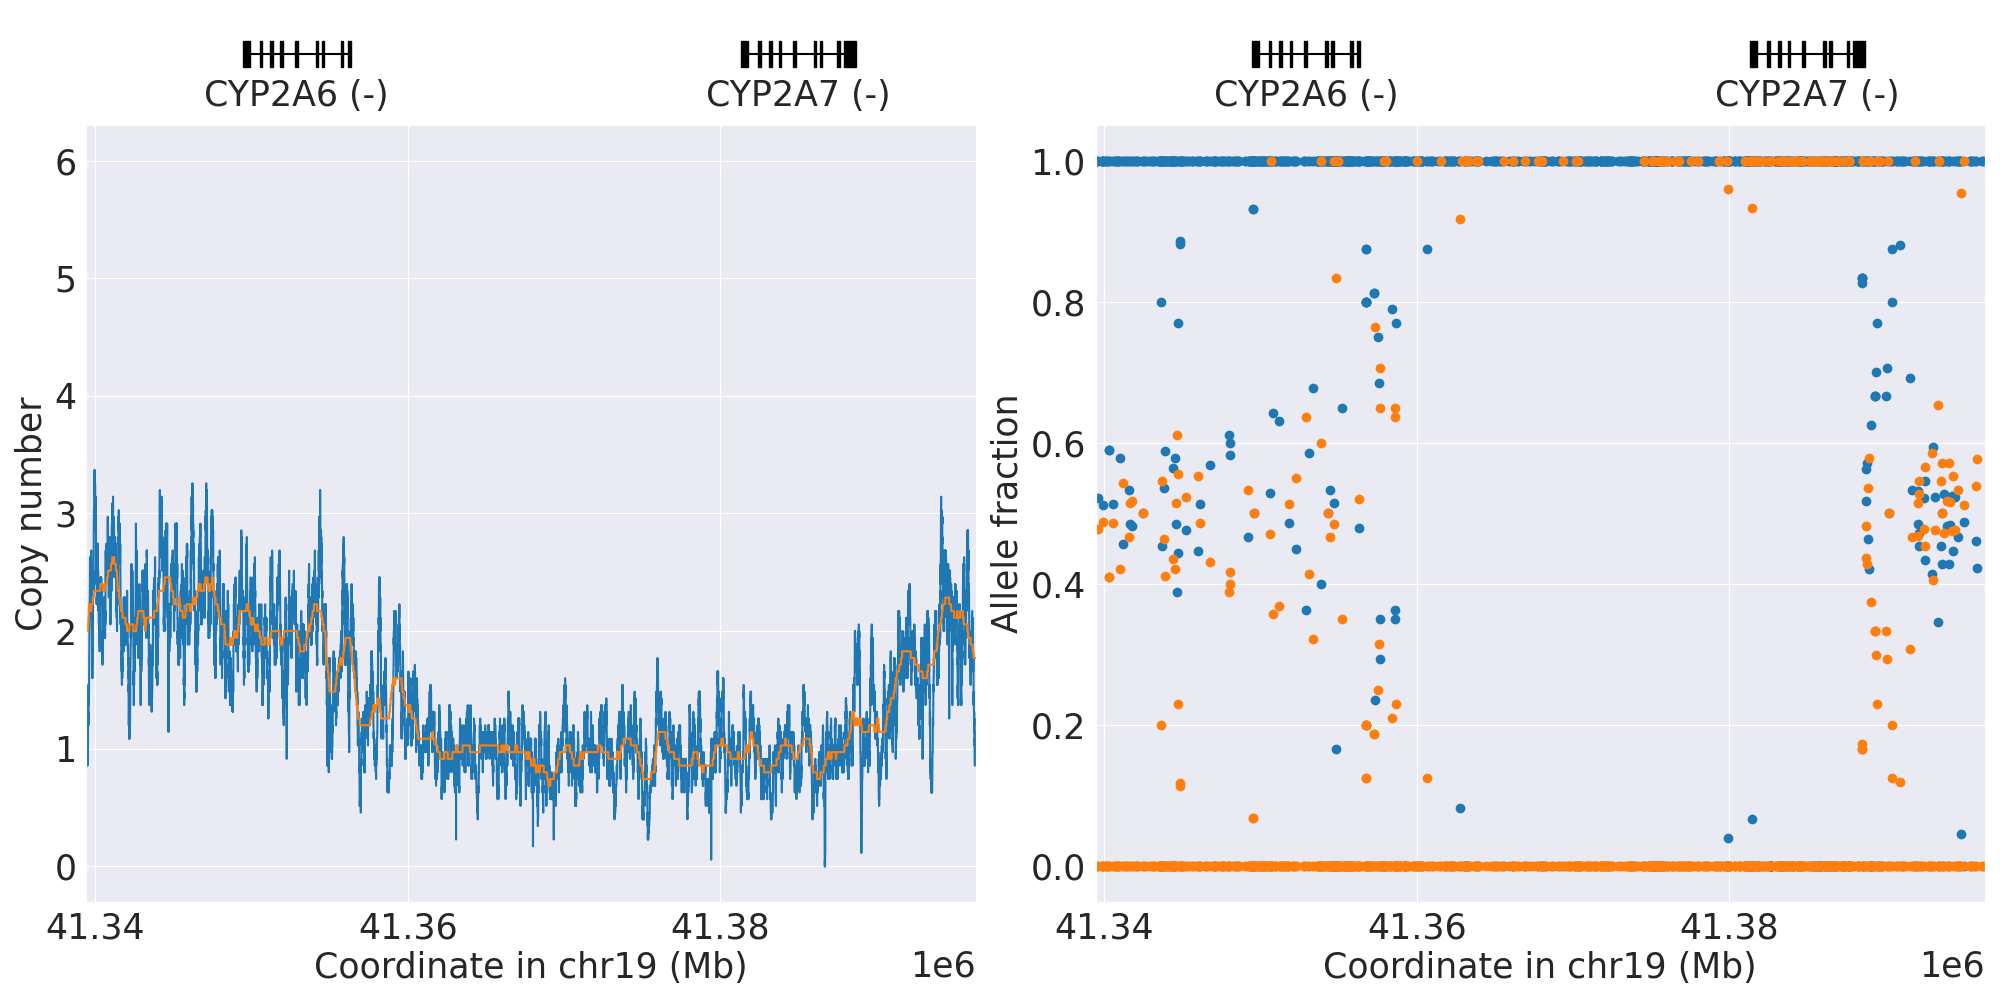 CYP2A6 (-) CYP2A7 (-)
6
5
4
3
2
1
0
Copy number
41.34 41.36 41.38
Coordinate in chr19 (Mb) 1e6
CYP2A6 (-) CYP2A7 (-)
1.0
0.8
0.6
0.4
0.2
0.0
Allele fraction
41.34 41.36 41.38
Coordinate in chr19 (Mb) 1e6